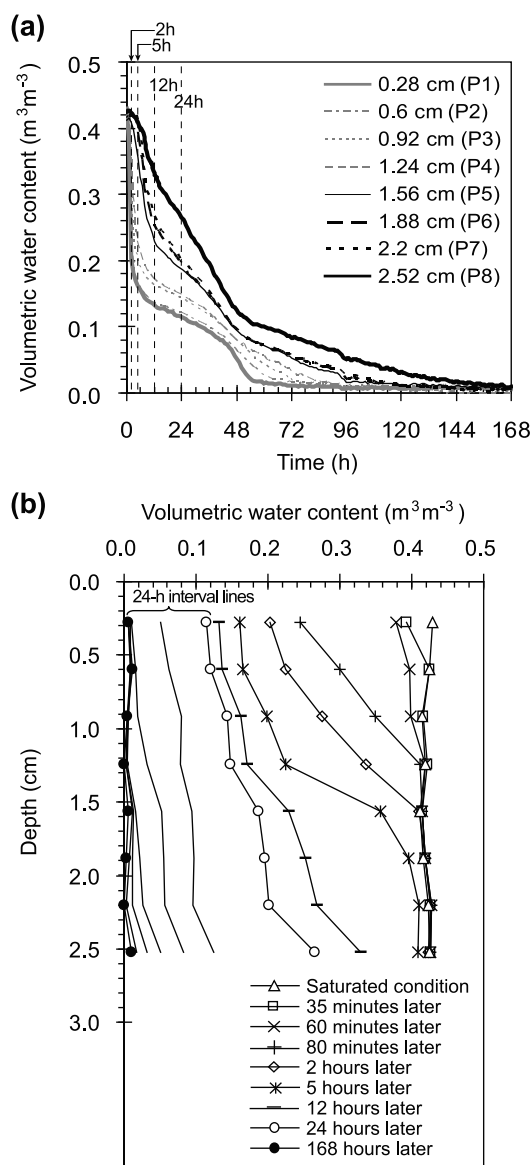 (a)
2h
5h
12h
24h
0.5
0.4
0.3
0.2
0.1
0.0
Volumetric water content (m³m⁻³)
0.28 cm (P1)
0.6 cm (P2)
0.92 cm (P3)
1.24 cm (P4)
1.56 cm (P5)
1.88 cm (P6)
2.2 cm (P7)
2.52 cm (P8)
0 24 48 72 96 120 144 168
Time (h)
(b)
Volumetric water content (m³m⁻³)
0.0 0.1 0.2 0.3 0.4 0.5
24-h interval lines
0.0
0.5
1.0
1.5
2.0
2.5
3.0
Depth (cm)
Saturated condition
35 minutes later
60 minutes later
80 minutes later
2 hours later
5 hours later
12 hours later
24 hours later
168 hours later